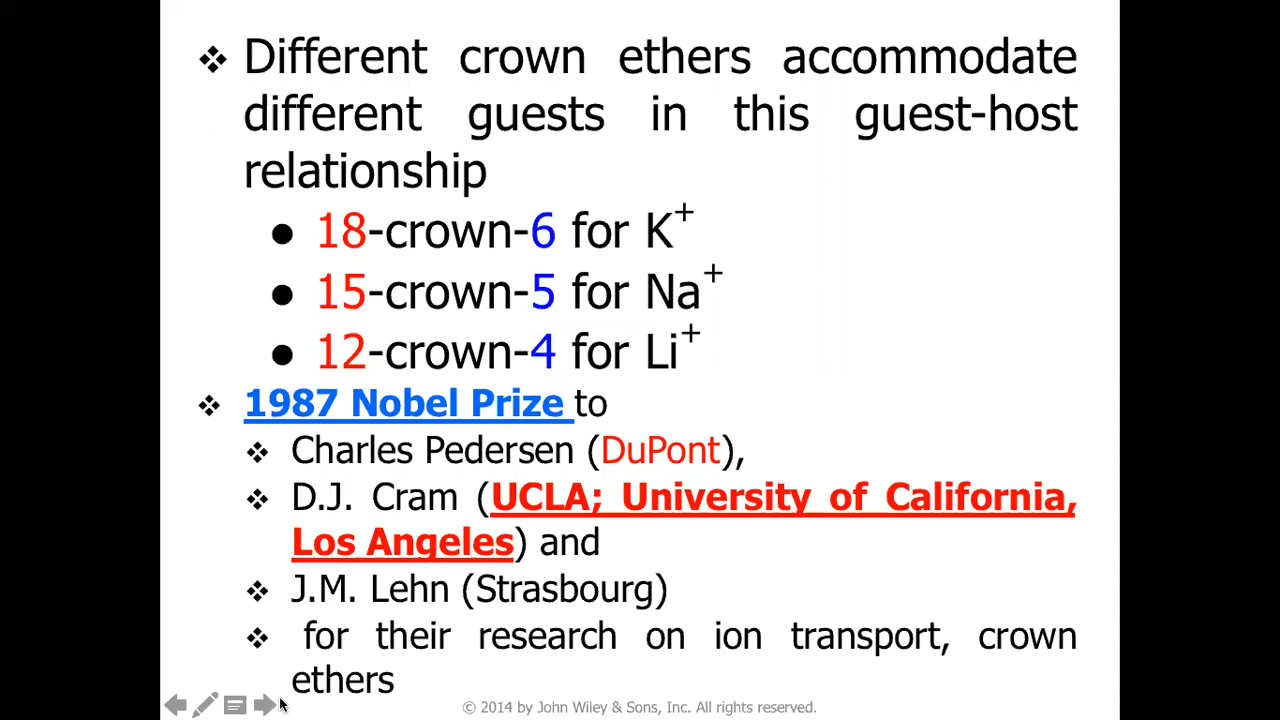 ❖ Different crown ethers accommodate
different guests in this guest-host
relationship
● 18-crown-6 for K⁺
● 15-crown-5 for Na⁺
● 12-crown-4 for Li⁺
❖ 1987 Nobel Prize to
❖ Charles Pedersen (DuPont),
❖ D.J. Cram (UCLA; University of California,
Los Angeles) and
❖ J.M. Lehn (Strasbourg)
❖ for their research on ion transport, crown
ethers
© 2014 by John Wiley & Sons, Inc. All rights reserved.